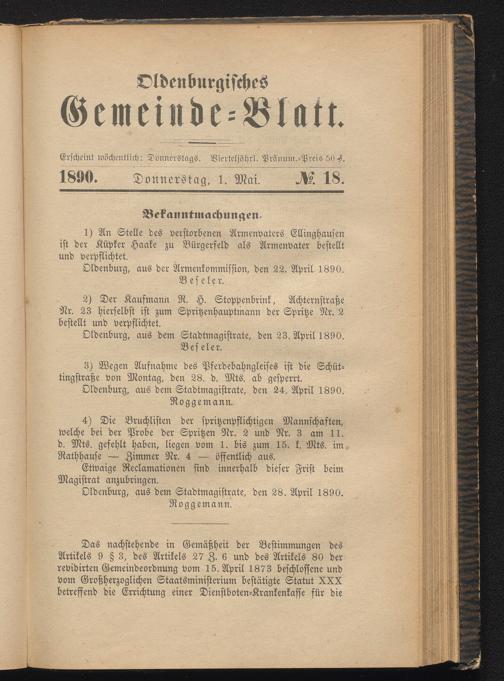 Oldenburgisches
Gemeinde-Blatt.
Erscheint wöchentlich: Donnerstags. Vierteljährl. Pränum.-Preis 50 ₰.
1890. Donnerstag, 1. Mai. № 18.
Bekanntmachungen.
1) An Stelle des verstorbenen Armenvaters Ellinghausen
ist der Küpker Haake zu Bürgerfeld als Armenvater bestellt
und verpflichtet.
Oldenburg, aus der Armenkommission, den 22. April 1890.
Beseler.
2) Der Kaufmann R. H. Stoppenbrink, Achternstraße
Nr. 23 hierselbst ist zum Spritzenhauptmann der Spritze Nr. 2
bestellt und verpflichtet.
Oldenburg, aus dem Stadtmagistrate, den 23. April 1890.
Beseler.
3) Wegen Aufnahme des Pferdebahngleises ist die Schüt-
tingstraße von Montag, den 28. d. Mts. ab gesperrt.
Oldenburg, aus dem Stadtmagistrate, den 24. April 1890.
Roggemann.
4) Die Bruchlisten der spritzenpflichtigen Mannschaften,
welche bei der Probe der Spritzen Nr. 2 und Nr. 3 am 11.
d. Mts. gefehlt haben, liegen vom 1. bis zum 15. k. Mts. im
Rathhause — Zimmer Nr. 4 — öffentlich aus.
Etwaige Reclamationen sind innerhalb dieser Frist beim
Magistrat anzubringen.
Oldenburg, aus dem Stadtmagistrate, den 28. April 1890.
Roggemann.
Das nachstehende in Gemäßheit der Bestimmungen des
Artikels 9 § 3, des Artikels 27 Z. 6 und des Artikels 80 der
revidirten Gemeindeordnung vom 15. April 1873 beschlossene und
vom Großherzoglichen Staatsministerium bestätigte Statut XXX
betreffend die Errichtung einer Dienstboten-Krankenkasse für die